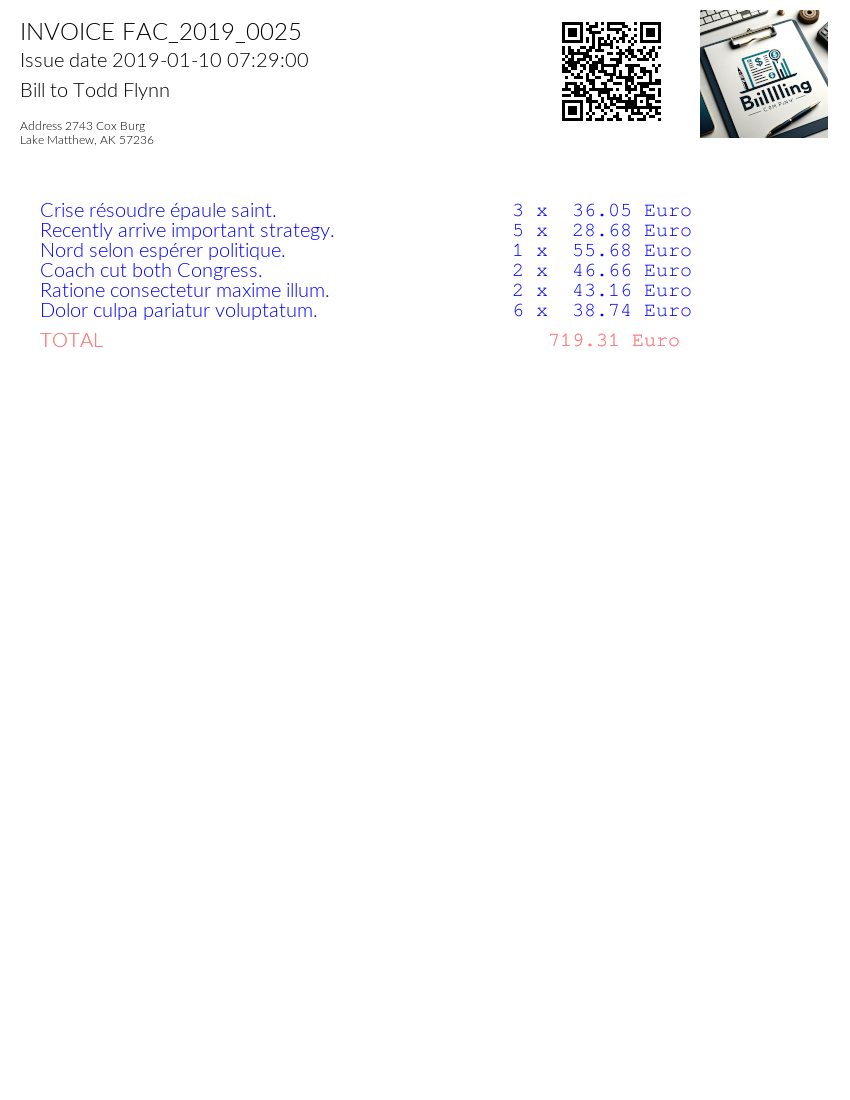 INVOICE FAC_2019_0025
Issue date 2019-01-10 07:29:00
Bill to Todd Flynn
Address 2743 Cox Burg
Lake Matthew, AK 57236
Biillling
COMPANY
Crise résoudre épaule saint. 3 x 36.05 Euro
Recently arrive important strategy. 5 x 28.68 Euro
Nord selon espérer politique. 1 x 55.68 Euro
Coach cut both Congress. 2 x 46.66 Euro
Ratione consectetur maxime illum. 2 x 43.16 Euro
Dolor culpa pariatur voluptatum. 6 x 38.74 Euro
TOTAL 719.31 Euro